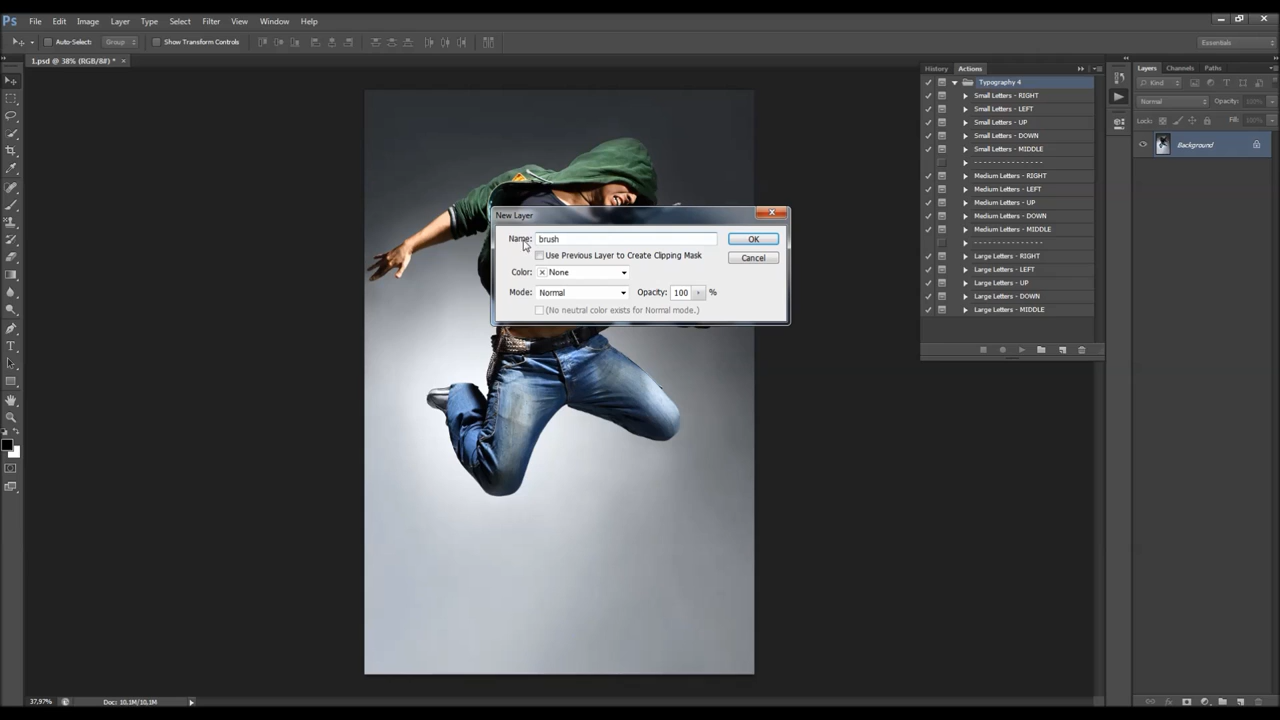 Ps File Edit Image Layer Type Select Filter View Window Help
Auto-Select: Group Show Transform Controls Essentials
1.psd @ 38% (RGB/8#) *
History Actions
Layers Channels Paths
Typography 4
Small Letters - RIGHT
Small Letters - LEFT
Small Letters - UP
Small Letters - DOWN
Small Letters - MIDDLE
- - - - - - - - - - - - - - - -
Medium Letters - RIGHT
Medium Letters - LEFT
Medium Letters - UP
Medium Letters - DOWN
Medium Letters - MIDDLE
- - - - - - - - - - - - - - - -
Large Letters - RIGHT
Large Letters - LEFT
Large Letters - UP
Large Letters - DOWN
Large Letters - MIDDLE
Kind
Normal Opacity: 100%
Lock: Fill: 100%
Background
New Layer
Name: brush OK
Use Previous Layer to Create Clipping Mask Cancel
Color: None
Mode: Normal Opacity: 100 %
(No neutral color exists for Normal mode.)
37,97% Doc: 10,1M/10,1M